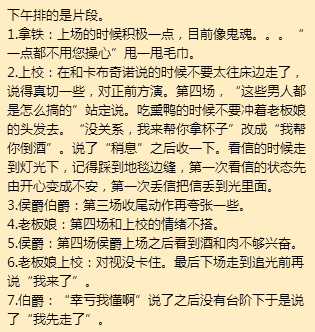 下午排的是片段。
1.拿铁：上场的时候积极一点，目前像鬼魂。。。“
一点都不用您操心”甩一甩毛巾。
2.上校：在和卡布奇诺说的时候不要太往床边走了，
说得真切一些，对正前方演。第四场，“这些男人都
是怎么搞的”站定说。吃熏鸭的时候不要冲着老板娘
的头发去。“没关系，我来帮你拿杯子”改成“我帮
你倒酒”。说了“稍息”之后收一下。看信的时候走
到灯光下，记得踩到地毯边缝，第一次看信的状态先
由开心变成不安，第一次丢信把信丢到光里面。
3.侯爵伯爵：第三场收尾动作再夸张一些。
4.老板娘：第四场和上校的情绪不搭。
5.侯爵：第四场侯爵上场之后看到酒和肉不够兴奋。
6.老板娘上校：对视没卡住。最后下场走到追光前再
说“我来了”。
7.伯爵：“幸亏我懂啊”说了之后没有台阶下于是说
了“我先走了”。